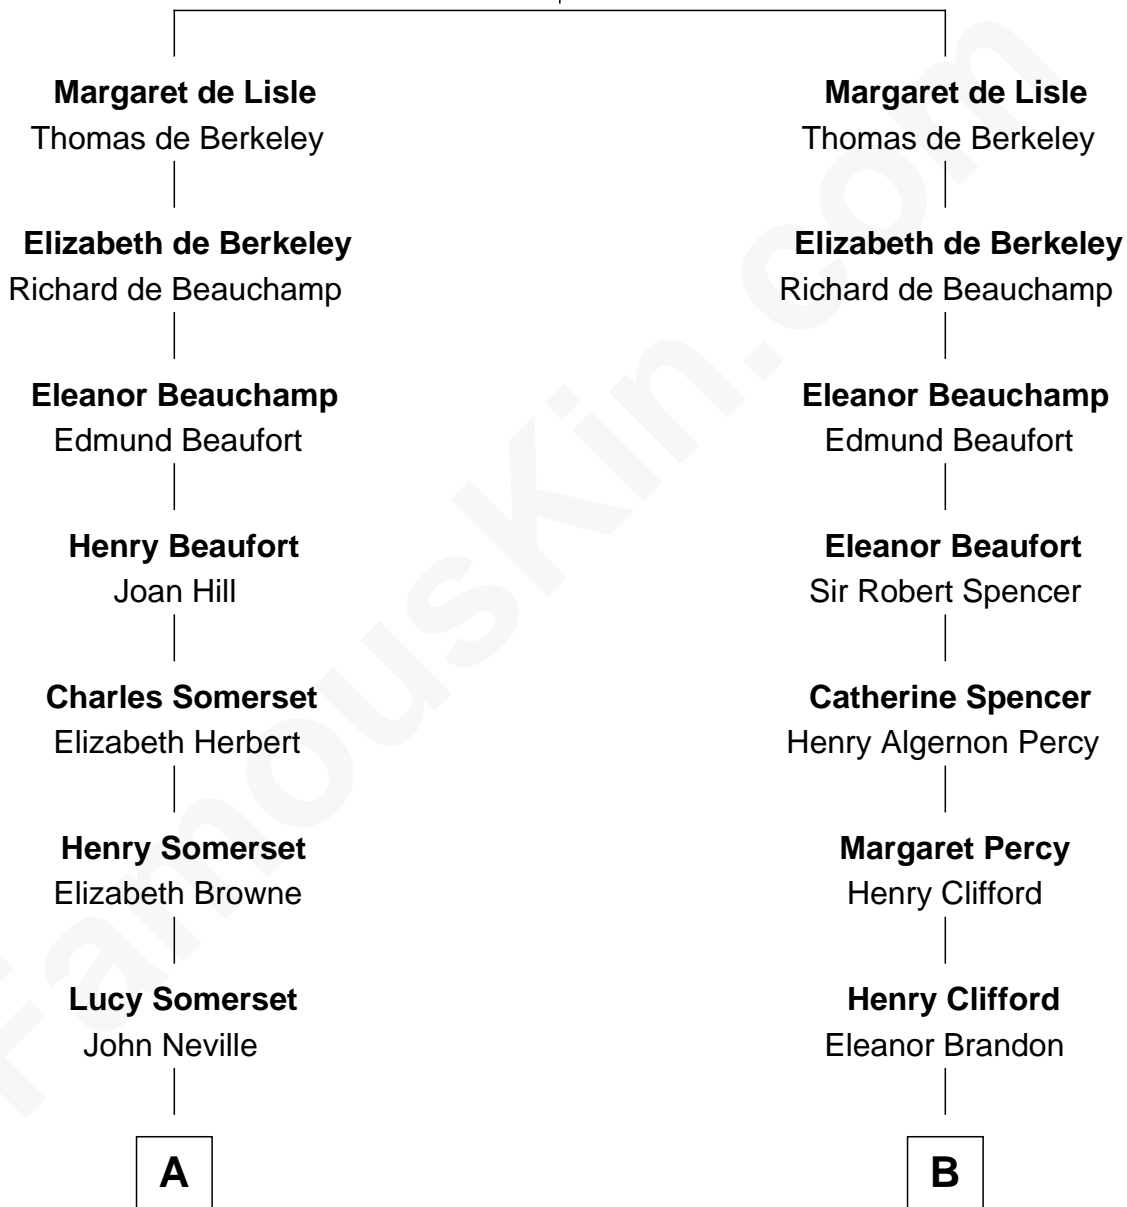 Margaret de Lisle
Thomas de Berkeley
Elizabeth de Berkeley
Richard de Beauchamp
Eleanor Beauchamp
Edmund Beaufort
Henry Beaufort
Joan Hill
Charles Somerset
Elizabeth Herbert
Henry Somerset
Elizabeth Browne
Lucy Somerset
John Neville
A
Margaret de Lisle
Thomas de Berkeley
Elizabeth de Berkeley
Richard de Beauchamp
Eleanor Beauchamp
Edmund Beaufort
Eleanor Beaufort
Sir Robert Spencer
Catherine Spencer
Henry Algernon Percy
Margaret Percy
Henry Clifford
Henry Clifford
Eleanor Brandon
B
FamousKin.com